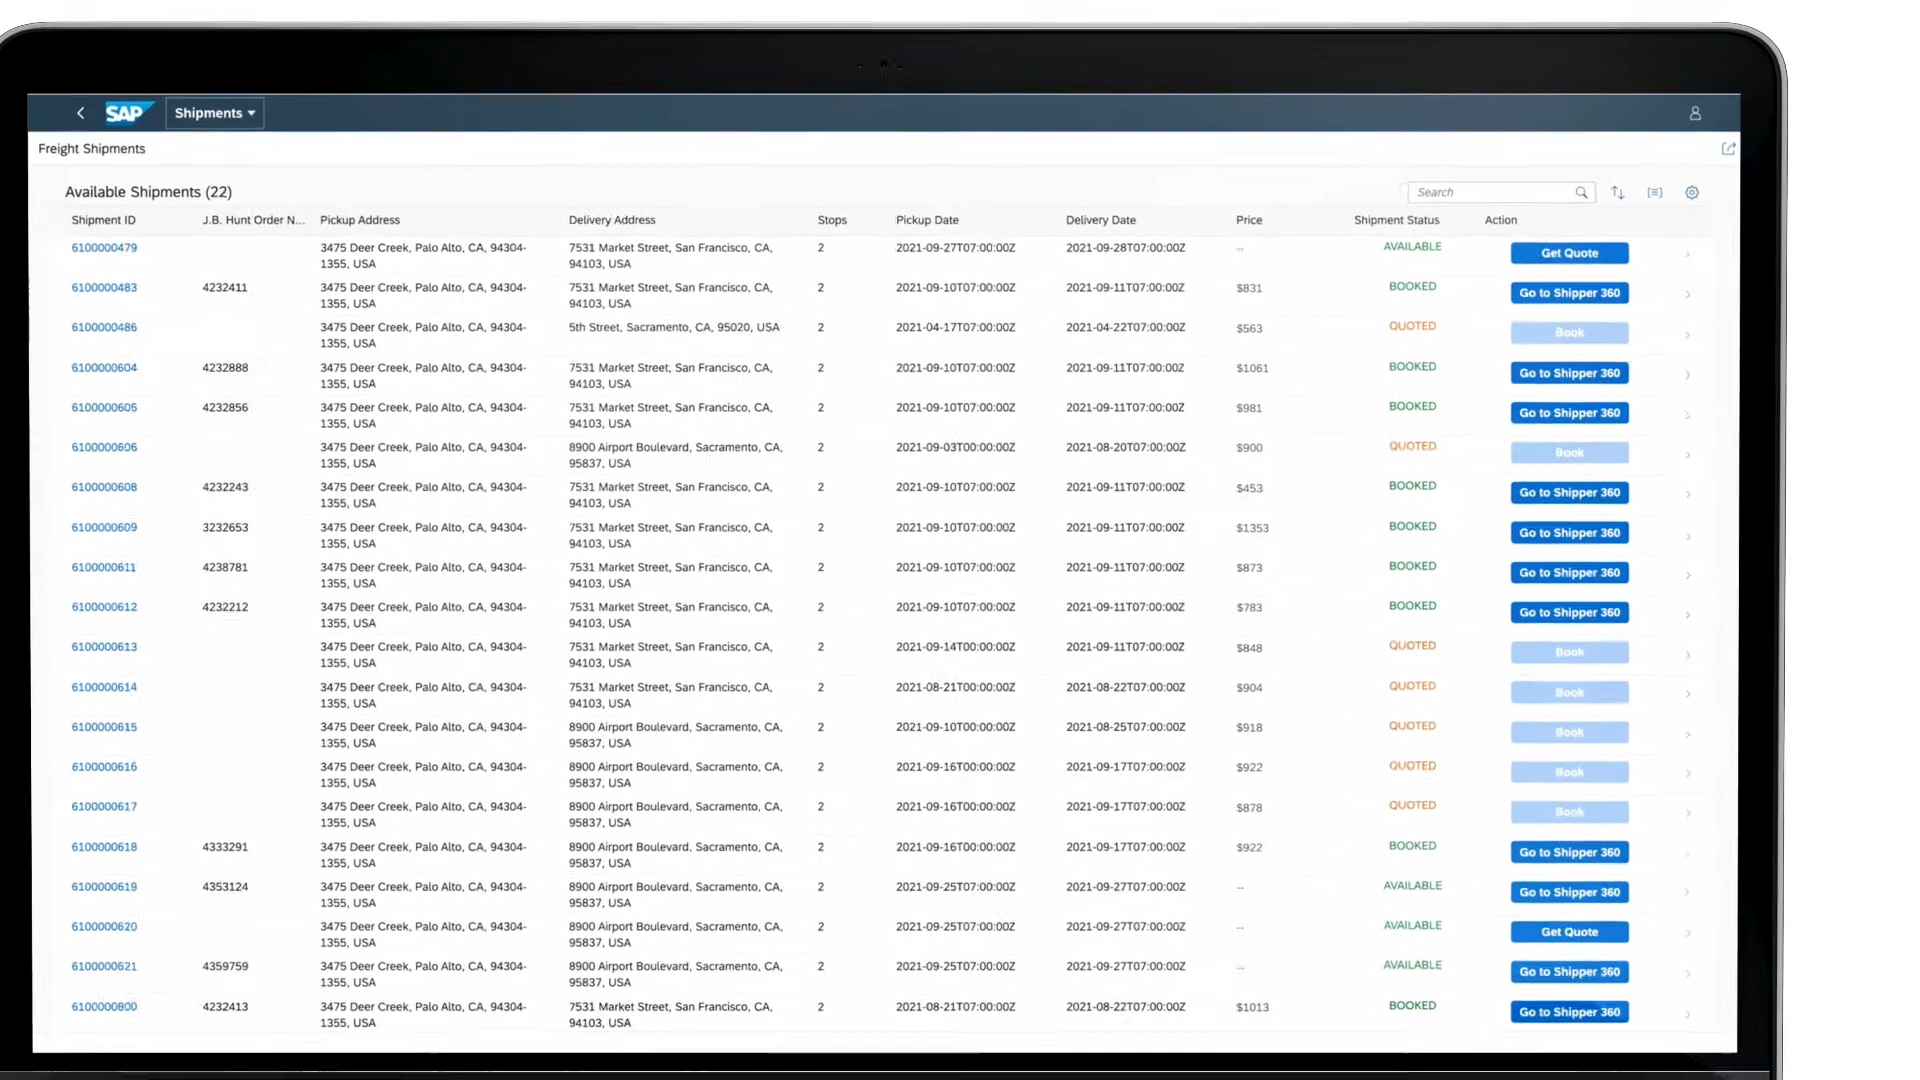 SAP Shipments
Freight Shipments
Available Shipments (22) Search
Shipment ID J.B. Hunt Order N... Pickup Address Delivery Address Stops Pickup Date Delivery Date Price Shipment Status Action
6100000479 3475 Deer Creek, Palo Alto, CA, 94304- 7531 Market Street, San Francisco, CA, 2 2021-09-27T07:00:00Z 2021-09-28T07:00:00Z -- AVAILABLE Get Quote
1355, USA 94103, USA
6100000483 4232411 3475 Deer Creek, Palo Alto, CA, 94304- 7531 Market Street, San Francisco, CA, 2 2021-09-10T07:00:00Z 2021-09-11T07:00:00Z $831 BOOKED Go to Shipper 360
1355, USA 94103, USA
6100000486 3475 Deer Creek, Palo Alto, CA, 94304- 5th Street, Sacramento, CA, 95020, USA 2 2021-04-17T07:00:00Z 2021-04-22T07:00:00Z $563 QUOTED Book
1355, USA
6100000604 4232888 3475 Deer Creek, Palo Alto, CA, 94304- 7531 Market Street, San Francisco, CA, 2 2021-09-10T07:00:00Z 2021-09-11T07:00:00Z $1061 BOOKED Go to Shipper 360
1355, USA 94103, USA
6100000605 4232856 3475 Deer Creek, Palo Alto, CA, 94304- 7531 Market Street, San Francisco, CA, 2 2021-09-10T07:00:00Z 2021-09-11T07:00:00Z $981 BOOKED Go to Shipper 360
1355, USA 94103, USA
6100000606 3475 Deer Creek, Palo Alto, CA, 94304- 8900 Airport Boulevard, Sacramento, CA, 2 2021-09-03T00:00:00Z 2021-08-20T07:00:00Z $900 QUOTED Book
1355, USA 95837, USA
6100000608 4232243 3475 Deer Creek, Palo Alto, CA, 94304- 7531 Market Street, San Francisco, CA, 2 2021-09-10T07:00:00Z 2021-09-11T07:00:00Z $453 BOOKED Go to Shipper 360
1355, USA 94103, USA
6100000609 3232653 3475 Deer Creek, Palo Alto, CA, 94304- 7531 Market Street, San Francisco, CA, 2 2021-09-10T07:00:00Z 2021-09-11T07:00:00Z $1353 BOOKED Go to Shipper 360
1355, USA 94103, USA
6100000611 4238781 3475 Deer Creek, Palo Alto, CA, 94304- 7531 Market Street, San Francisco, CA, 2 2021-09-10T07:00:00Z 2021-09-11T07:00:00Z $873 BOOKED Go to Shipper 360
1355, USA 94103, USA
6100000612 4232212 3475 Deer Creek, Palo Alto, CA, 94304- 7531 Market Street, San Francisco, CA, 2 2021-09-10T07:00:00Z 2021-09-11T07:00:00Z $783 BOOKED Go to Shipper 360
1355, USA 94103, USA
6100000613 3475 Deer Creek, Palo Alto, CA, 94304- 7531 Market Street, San Francisco, CA, 2 2021-09-14T00:00:00Z 2021-09-11T07:00:00Z $848 QUOTED Book
1355, USA 94103, USA
6100000614 3475 Deer Creek, Palo Alto, CA, 94304- 7531 Market Street, San Francisco, CA, 2 2021-08-21T00:00:00Z 2021-08-22T07:00:00Z $904 QUOTED Book
1355, USA 94103, USA
6100000615 3475 Deer Creek, Palo Alto, CA, 94304- 8900 Airport Boulevard, Sacramento, CA, 2 2021-09-10T00:00:00Z 2021-08-25T07:00:00Z $918 QUOTED Book
1355, USA 95837, USA
6100000616 3475 Deer Creek, Palo Alto, CA, 94304- 8900 Airport Boulevard, Sacramento, CA, 2 2021-09-16T00:00:00Z 2021-09-17T07:00:00Z $922 QUOTED Book
1355, USA 95837, USA
6100000617 3475 Deer Creek, Palo Alto, CA, 94304- 8900 Airport Boulevard, Sacramento, CA, 2 2021-09-16T00:00:00Z 2021-09-17T07:00:00Z $878 QUOTED Book
1355, USA 95837, USA
6100000618 4333291 3475 Deer Creek, Palo Alto, CA, 94304- 8900 Airport Boulevard, Sacramento, CA, 2 2021-09-16T00:00:00Z 2021-09-17T07:00:00Z $922 BOOKED Go to Shipper 360
1355, USA 95837, USA
6100000619 4353124 3475 Deer Creek, Palo Alto, CA, 94304- 8900 Airport Boulevard, Sacramento, CA, 2 2021-09-25T07:00:00Z 2021-09-27T07:00:00Z -- AVAILABLE Go to Shipper 360
1355, USA 95837, USA
6100000620 3475 Deer Creek, Palo Alto, CA, 94304- 8900 Airport Boulevard, Sacramento, CA, 2 2021-09-25T07:00:00Z 2021-09-27T07:00:00Z -- AVAILABLE Get Quote
1355, USA 95837, USA
6100000621 4359759 3475 Deer Creek, Palo Alto, CA, 94304- 8900 Airport Boulevard, Sacramento, CA, 2 2021-09-25T07:00:00Z 2021-09-27T07:00:00Z -- AVAILABLE Go to Shipper 360
1355, USA 95837, USA
6100000800 4232413 3475 Deer Creek, Palo Alto, CA, 94304- 7531 Market Street, San Francisco, CA, 2 2021-08-21T07:00:00Z 2021-08-22T07:00:00Z $1013 BOOKED Go to Shipper 360
1355, USA 94103, USA